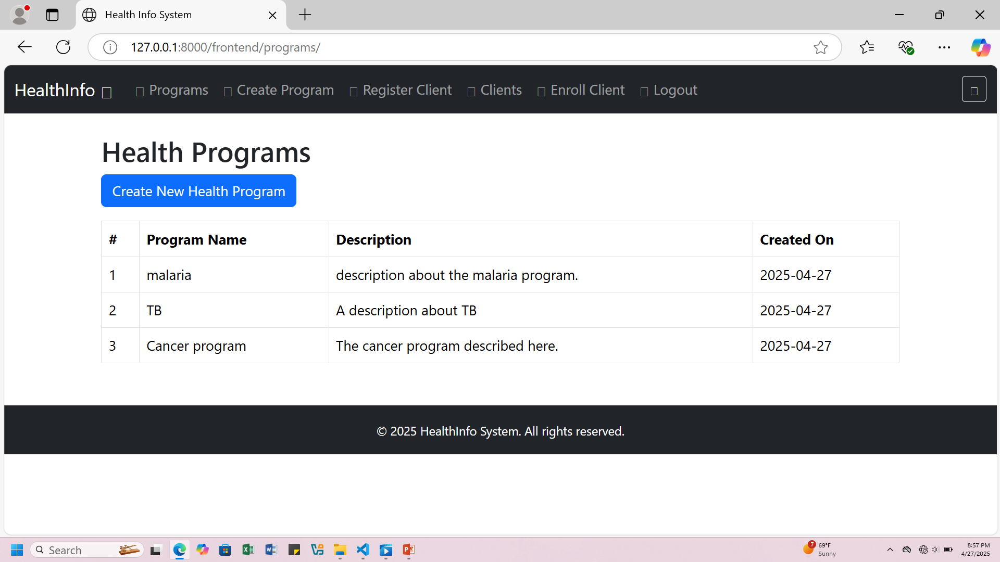 Health Info System
127.0.0.1:8000/frontend/programs/
HealthInfo Programs Create Program Register Client Clients Enroll Client Logout
Health Programs
Create New Health Program
# Program Name Description Created On
1 malaria description about the malaria program. 2025-04-27
2 TB A description about TB 2025-04-27
3 Cancer program The cancer program described here. 2025-04-27
© 2025 HealthInfo System. All rights reserved.
Search
7
69°F
Sunny
8:57 PM
4/27/2025